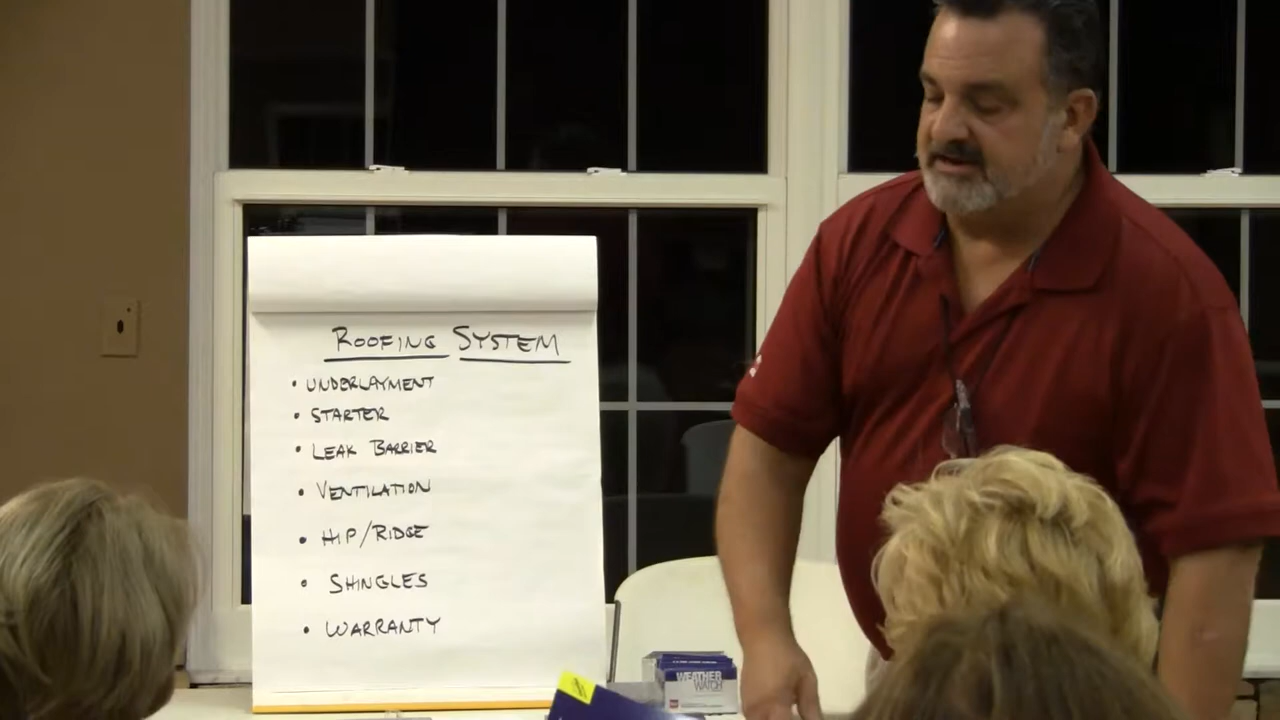 ROOFING SYSTEM
• UNDERLAYMENT
• STARTER
• LEAK BARRIER
• VENTILATION
• HIP/RIDGE
• SHINGLES
• WARRANTY
WEATHER
WATCH